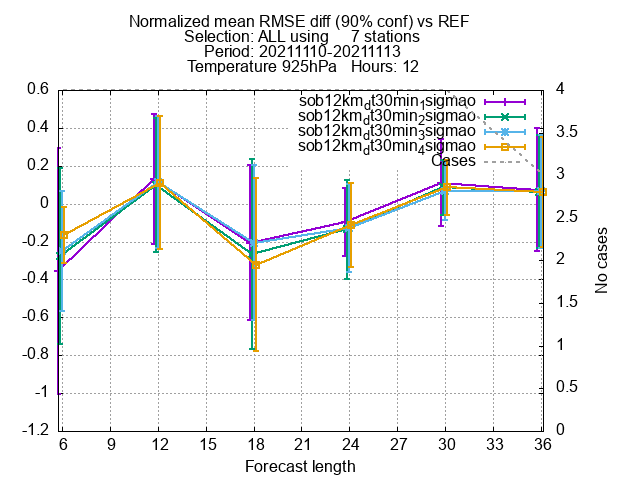 Normalized mean RMSE diff (90% conf) vs REF
Selection: ALL using 7 stations
Period: 20211110-20211113
Temperature 925hPa Hours: 12
sob12km_dt30min_1sigmao
sob12km_dt30min_2sigmao
sob12km_dt30min_3sigmao
sob12km_dt30min_4sigmao
Cases
0.6
0.4
0.2
0
-0.2
-0.4
-0.6
-0.8
-1
-1.2
4
3.5
3
2.5
2
1.5
1
0.5
0
No cases
6 9 12 15 18 21 24 27 30 33 36
Forecast length